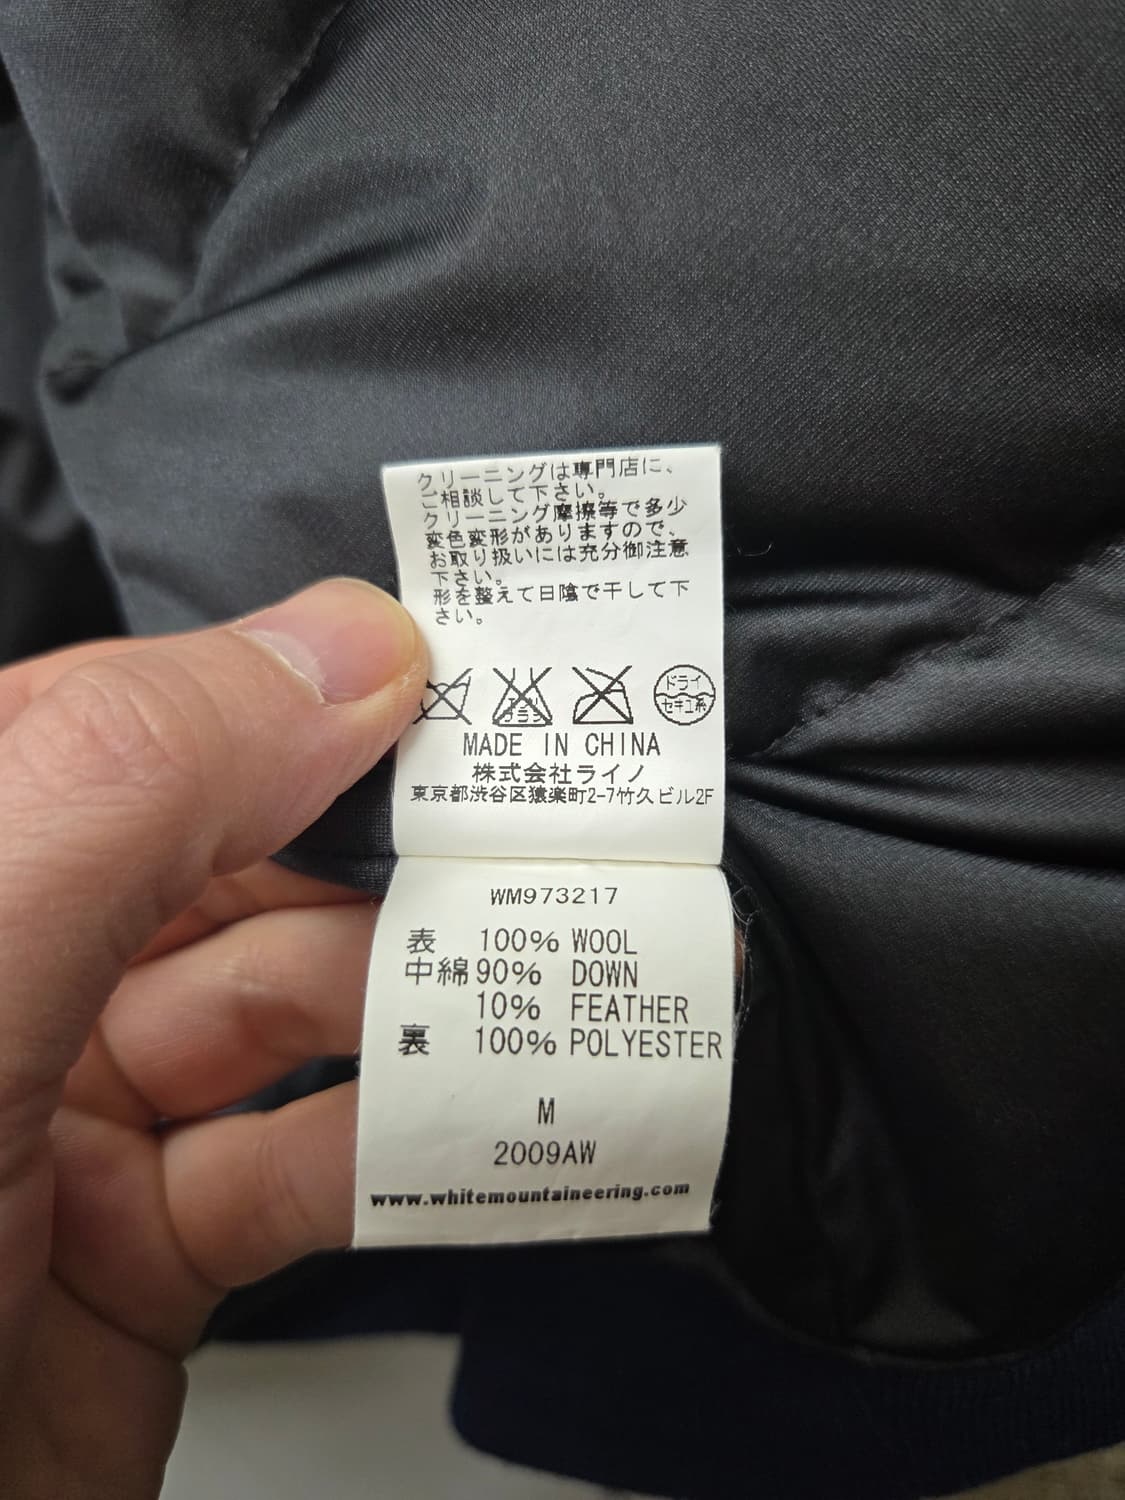 クリーニングは専門店に、
ご相談して下さい。
クリーニング摩擦等で多少
変色変形がありますので、
お取り扱いには充分御注意
下さい。
形を整えて日陰で干して下
さい。
ドライ
セキユ系
MADE IN CHINA
株式会社ライノ
東京都渋谷区猿楽町2-7竹久ビル2F
WM973217
表 100% WOOL
中綿 90% DOWN
10% FEATHER
裏 100% POLYESTER
M
2009AW
www.whitemountaineering.com